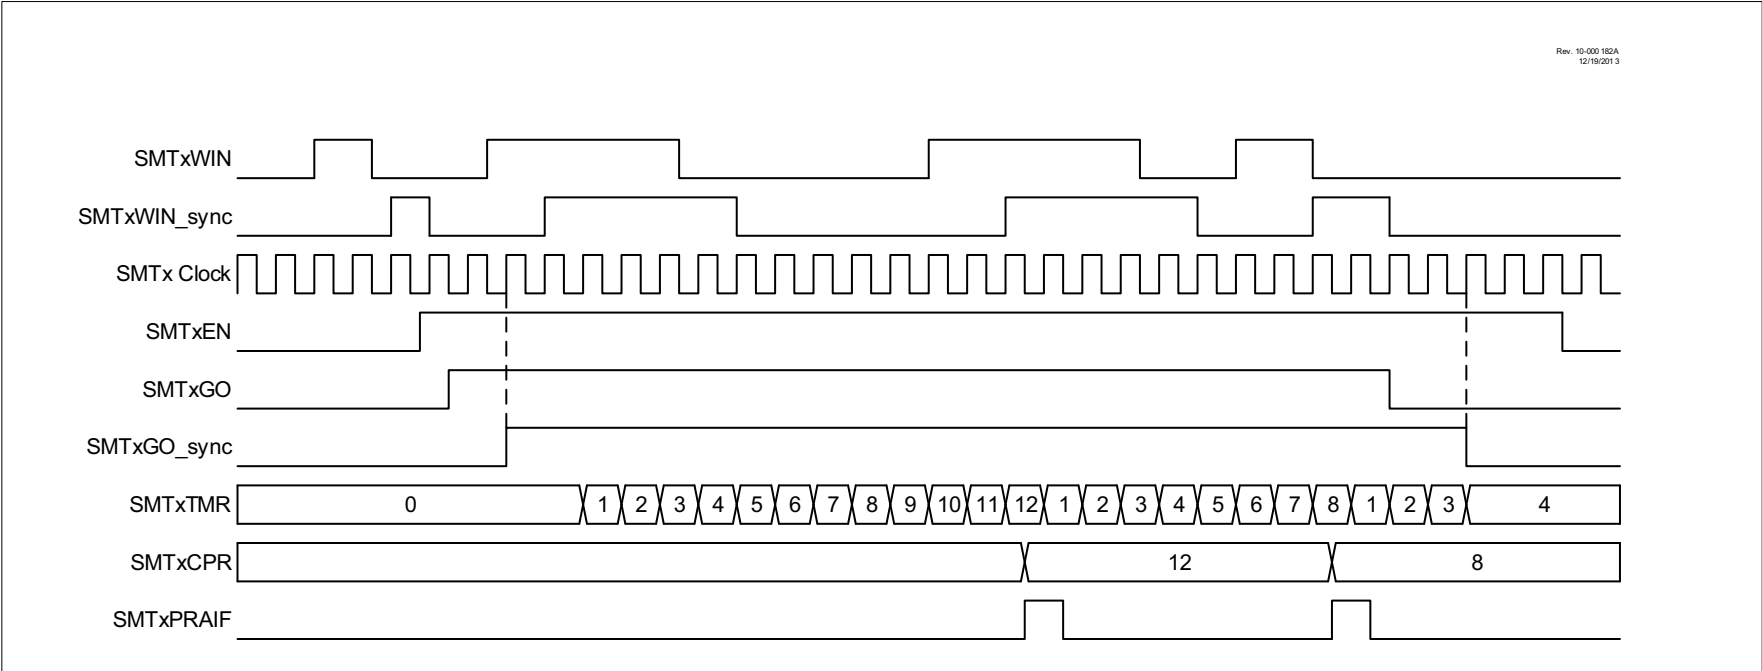 Rev. 10-000 182A
12/19/201 3
SMTxWIN
SMTxWIN_sync
SMTx Clock
SMTxEN
SMTxGO
SMTxGO_sync
SMTxTMR 0 1 2 3 4 5 6 7 8 9 10 11 12 1 2 3 4 5 6 7 8 1 2 3 4
SMTxCPR 12 8
SMTxPRAIF